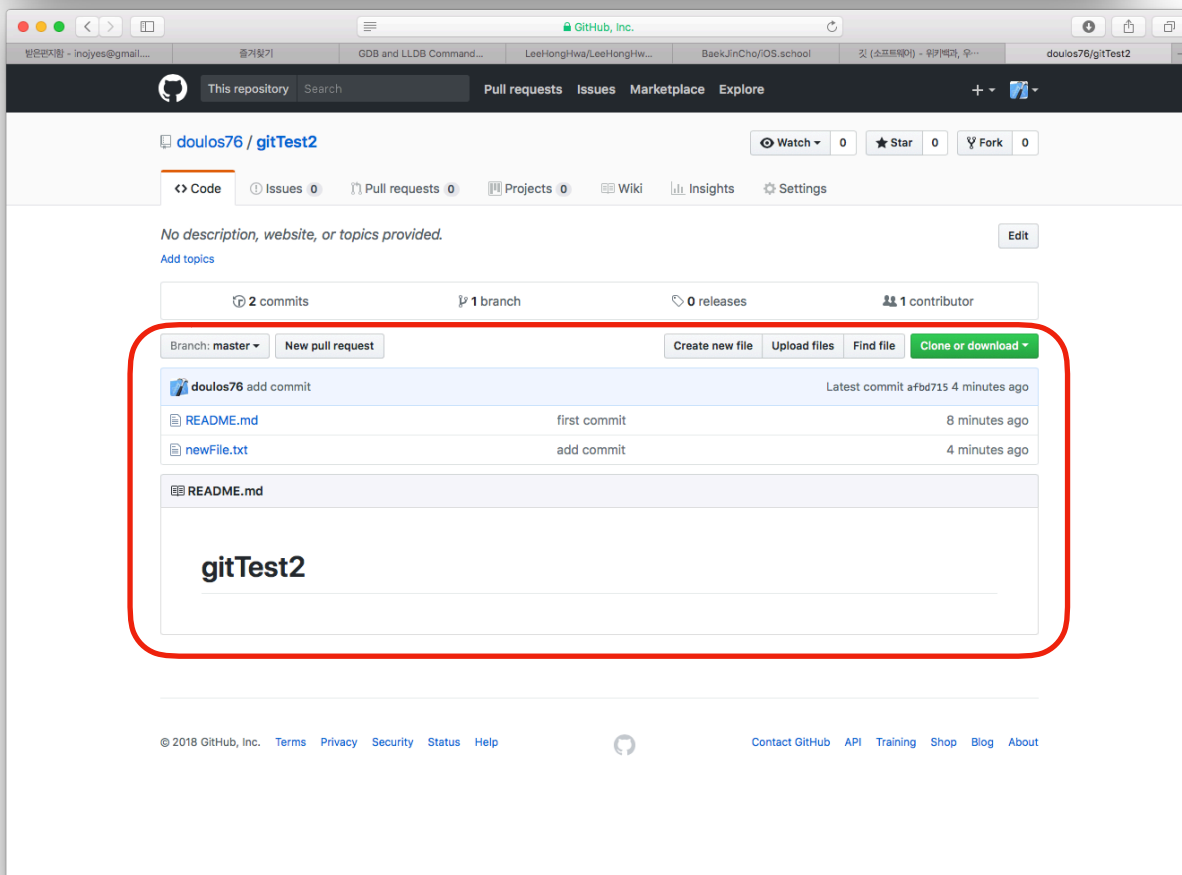 GitHub, Inc.
받은편지함 - inojyes@gmail.... 즐겨찾기 GDB and LLDB Command... LeeHongHwa/LeeHongHw... BaekJinCho/iOS.school 깃 (소프트웨어) - 위키백과, 우... doulos76/gitTest2
This repository Search Pull requests Issues Marketplace Explore
doulos76 / gitTest2 Watch 0 Star 0 Fork 0
Code Issues 0 Pull requests 0 Projects 0 Wiki Insights Settings
No description, website, or topics provided. Edit
Add topics
2 commits 1 branch 0 releases 1 contributor
Branch: master New pull request Create new file Upload files Find file Clone or download
doulos76 add commit Latest commit afbd715 4 minutes ago
README.md first commit 8 minutes ago
newFile.txt add commit 4 minutes ago
README.md
gitTest2
© 2018 GitHub, Inc. Terms Privacy Security Status Help Contact GitHub API Training Shop Blog About